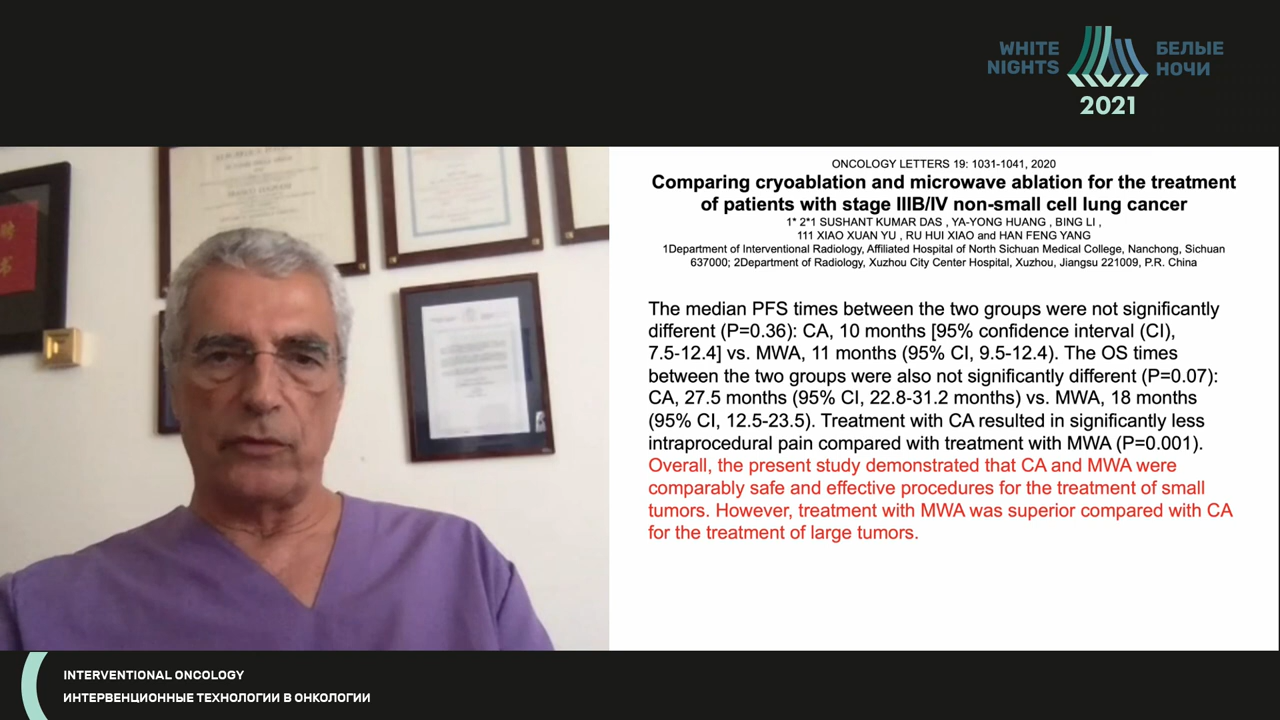 WHITE
NIGHTS
БЕЛЫЕ
НОЧИ
2021
ONCOLOGY LETTERS 19: 1031-1041, 2020
Comparing cryoablation and microwave ablation for the treatment
of patients with stage IIIB/IV non-small cell lung cancer
1* 2*1 SUSHANT KUMAR DAS , YA-YONG HUANG , BING LI ,
111 XIAO XUAN YU , RU HUI XIAO and HAN FENG YANG
1Department of Interventional Radiology, Affiliated Hospital of North Sichuan Medical College, Nanchong, Sichuan
637000; 2Department of Radiology, Xuzhou City Center Hospital, Xuzhou, Jiangsu 221009, P.R. China
The median PFS times between the two groups were not significantly
different (P=0.36): CA, 10 months [95% confidence interval (CI),
7.5-12.4] vs. MWA, 11 months (95% CI, 9.5-12.4). The OS times
between the two groups were also not significantly different (P=0.07):
CA, 27.5 months (95% CI, 22.8-31.2 months) vs. MWA, 18 months
(95% CI, 12.5-23.5). Treatment with CA resulted in significantly less
intraprocedural pain compared with treatment with MWA (P=0.001).
Overall, the present study demonstrated that CA and MWA were
comparably safe and effective procedures for the treatment of small
tumors. However, treatment with MWA was superior compared with CA
for the treatment of large tumors.
INTERVENTIONAL ONCOLOGY
ИНТЕРВЕНЦИОННЫЕ ТЕХНОЛОГИИ В ОНКОЛОГИИ